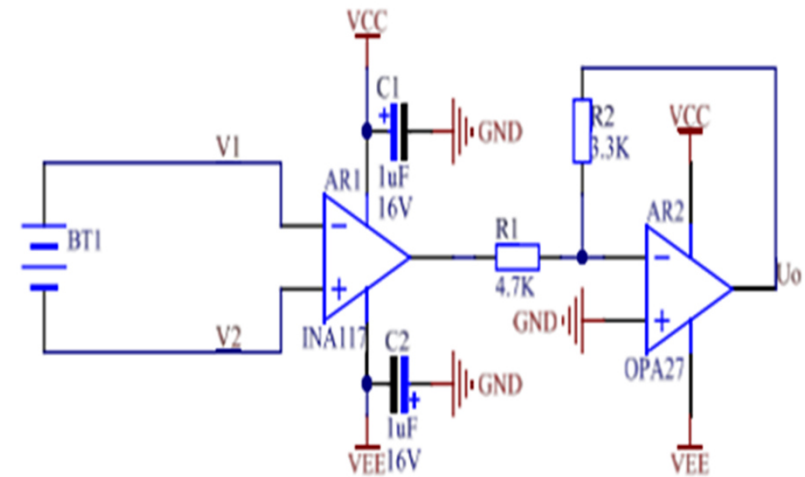 VCC
C1
+
GND
1uF
16V
V1
AR1
−
+
INA117
BT1
V2
C2
GND
+
1uF
16V
VEE
R1
4.7K
R2
3.3K
VCC
AR2
−
+
GND
OPA27
Uo
VEE